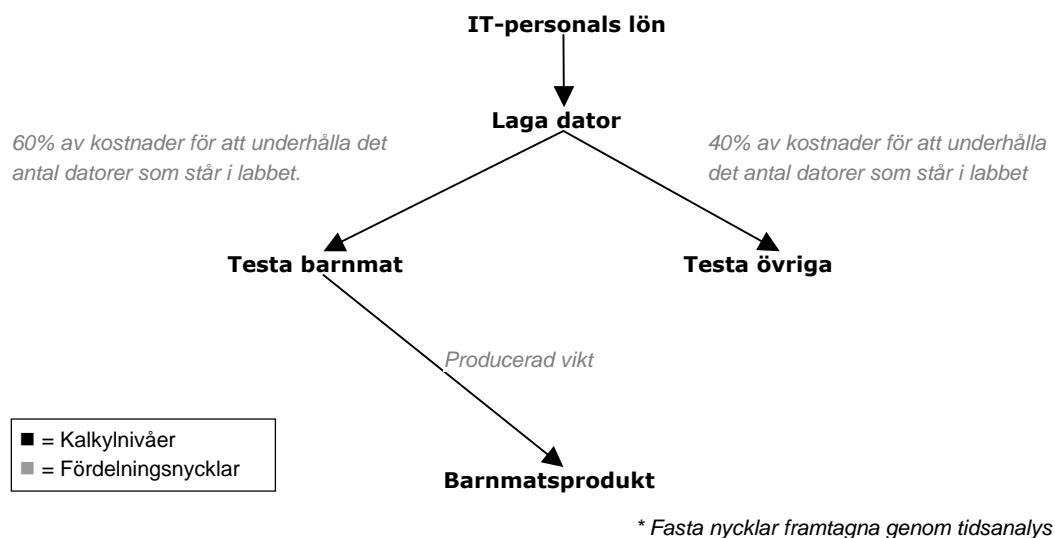 IT-personals lön
Laga dator
60% av kostnader för att underhålla det
antal datorer som står i labbet.
40% av kostnader för att underhålla
det antal datorer som står i labbet
Testa barnmat
Testa övriga
Producerad vikt
■ = Kalkylnivåer
■ = Fördelningsnycklar
Barnmatsprodukt
* Fasta nycklar framtagna genom tidsanalys